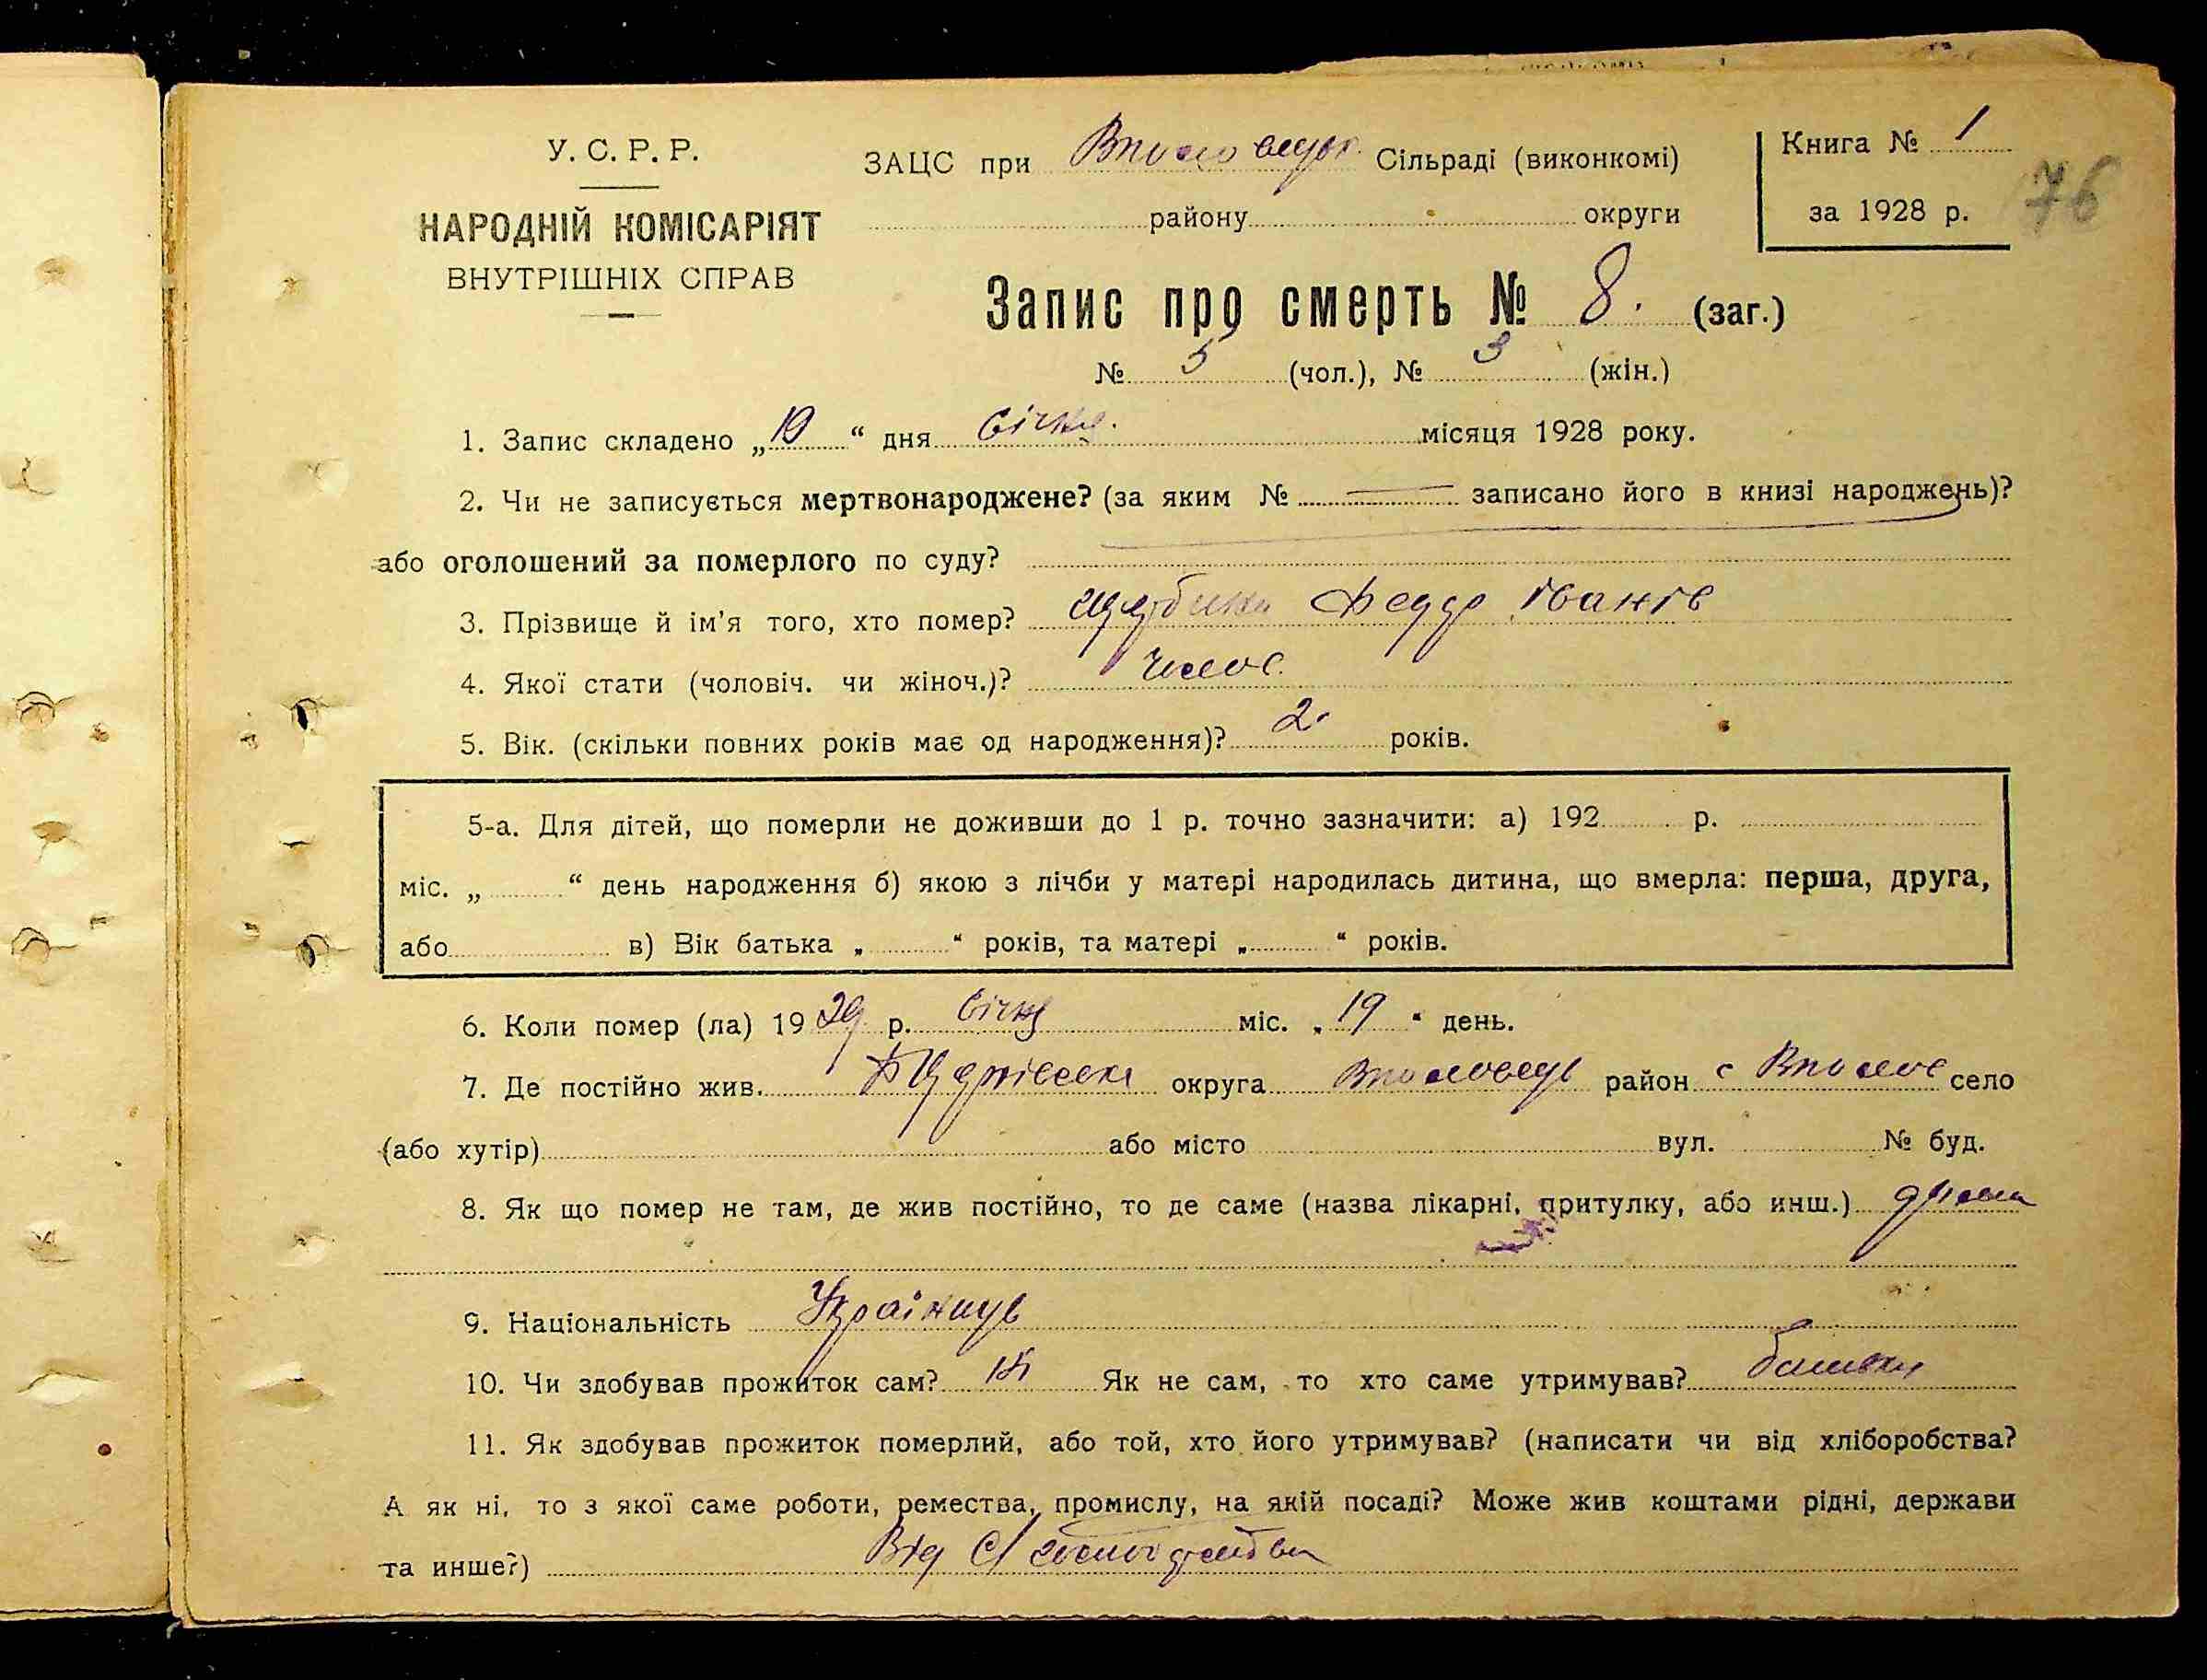 У. С. Р. Р.
НАРОДНІЙ КОМІСАРІЯТ
ВНУТРІШНІХ СПРАВ
ЗАЦС при Сільраді (виконкомі)
району округи
Книга № 1
за 1928 р.
76
Запис про смерть № 8. (заг.)
№ 5 (чол.), № 3 (жін.)
1. Запис складено „19“ дня Січня місяця 1928 року.
2. Чи не записується мертвонароджене? (за яким № — записано його в книзі народжень)?
або оголошений за померлого по суду?
3. Прізвище й ім'я того, хто помер? Федор Іванів
4. Якої стати (чоловіч. чи жіноч.)? чолов.
5. Вік. (скільки повних років має од народження)? 2 років.
5-а. Для дітей, що померли не доживши до 1 р. точно зазначити: а) 192 р.
міс. „ “ день народження б) якою з лічби у матері народилась дитина, що вмерла: перша, друга,
або в) Вік батька „ “ років, та матері „ “ років.
6. Коли помер (ла) 1929 р. Січня міс. „19“ день.
7. Де постійно жив. округа район с село
(або хутір) або місто вул. № буд.
8. Як що помер не там, де жив постійно, то де саме (назва лікарні, притулку, або инш.) дома
9. Національність Українець
10. Чи здобував прожиток сам? ні Як не сам, то хто саме утримував? батьки
11. Як здобував прожиток померлий, або той, хто його утримував? (написати чи від хліборобства?
А як ні, то з якої саме роботи, ремества, промислу, на якій посаді? Може жив коштами рідні, держави
та инше?) Від С/господарства